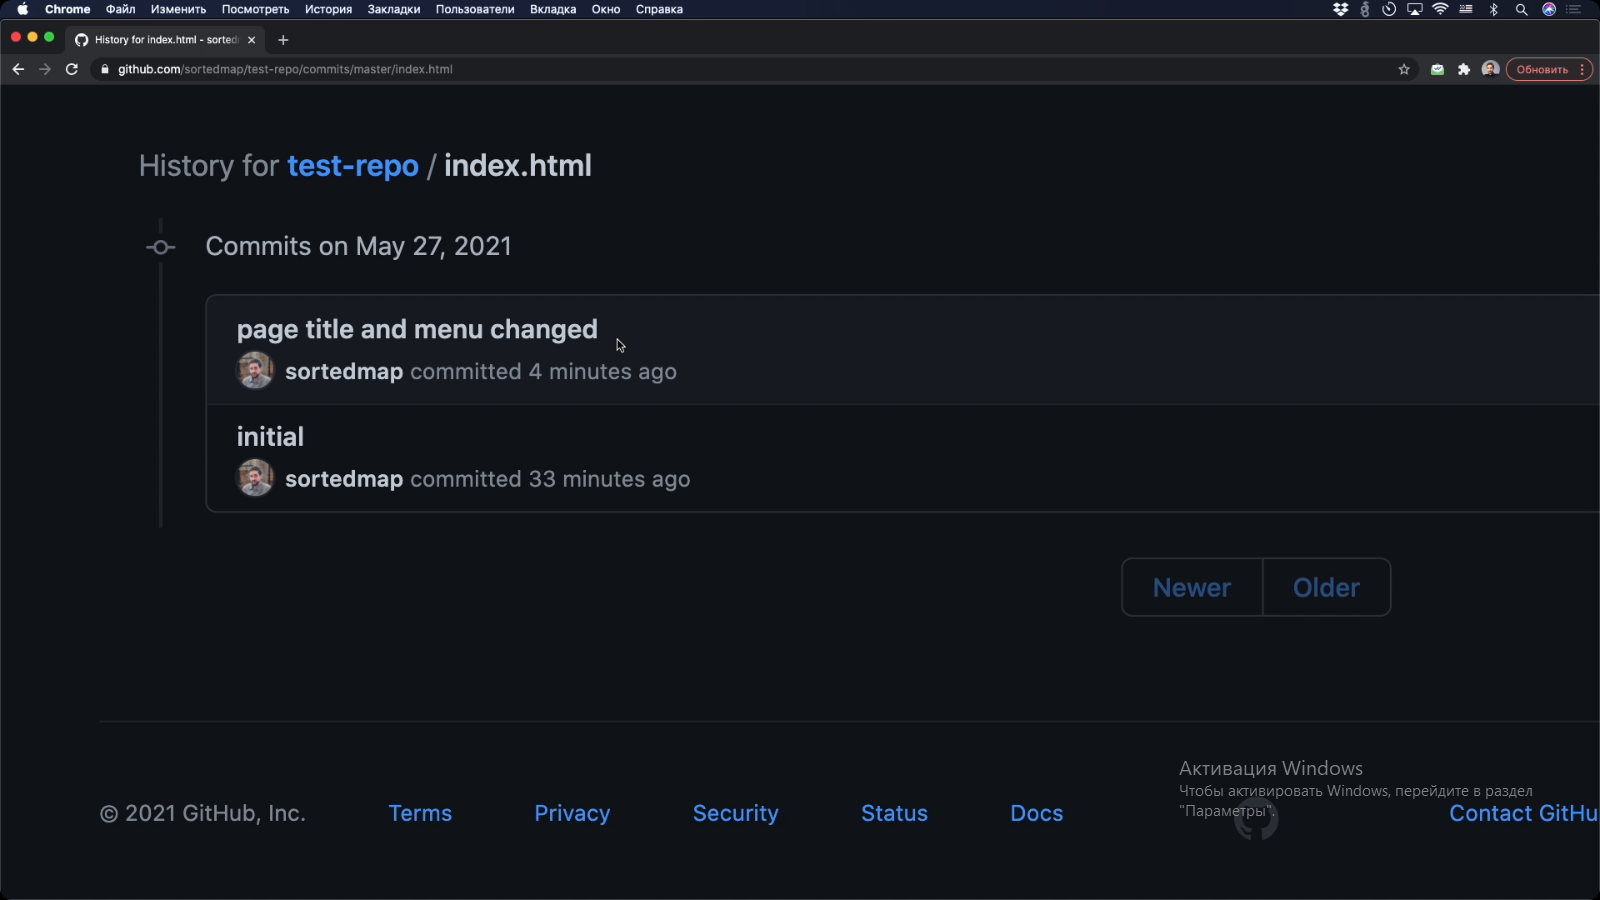 Chrome Файл Изменить Посмотреть История Закладки Пользователи Вкладка Окно Справка
History for index.html - sorted
github.com/sortedmap/test-repo/commits/master/index.html
Обновить
History for test-repo / index.html
Commits on May 27, 2021
page title and menu changed
sortedmap committed 4 minutes ago
initial
sortedmap committed 33 minutes ago
Newer Older
Активация Windows
Чтобы активировать Windows, перейдите в раздел
"Параметры".
© 2021 GitHub, Inc. Terms Privacy Security Status Docs Contact GitHu